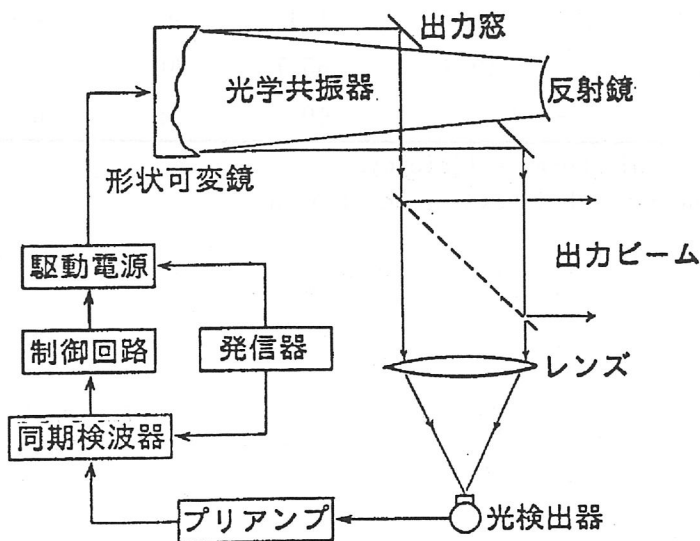 出力窓
光学共振器
反射鏡
形状可変鏡
駆動電源
出力ビーム
制御回路
発信器
レンズ
同期検波器
プリアンプ
光検出器